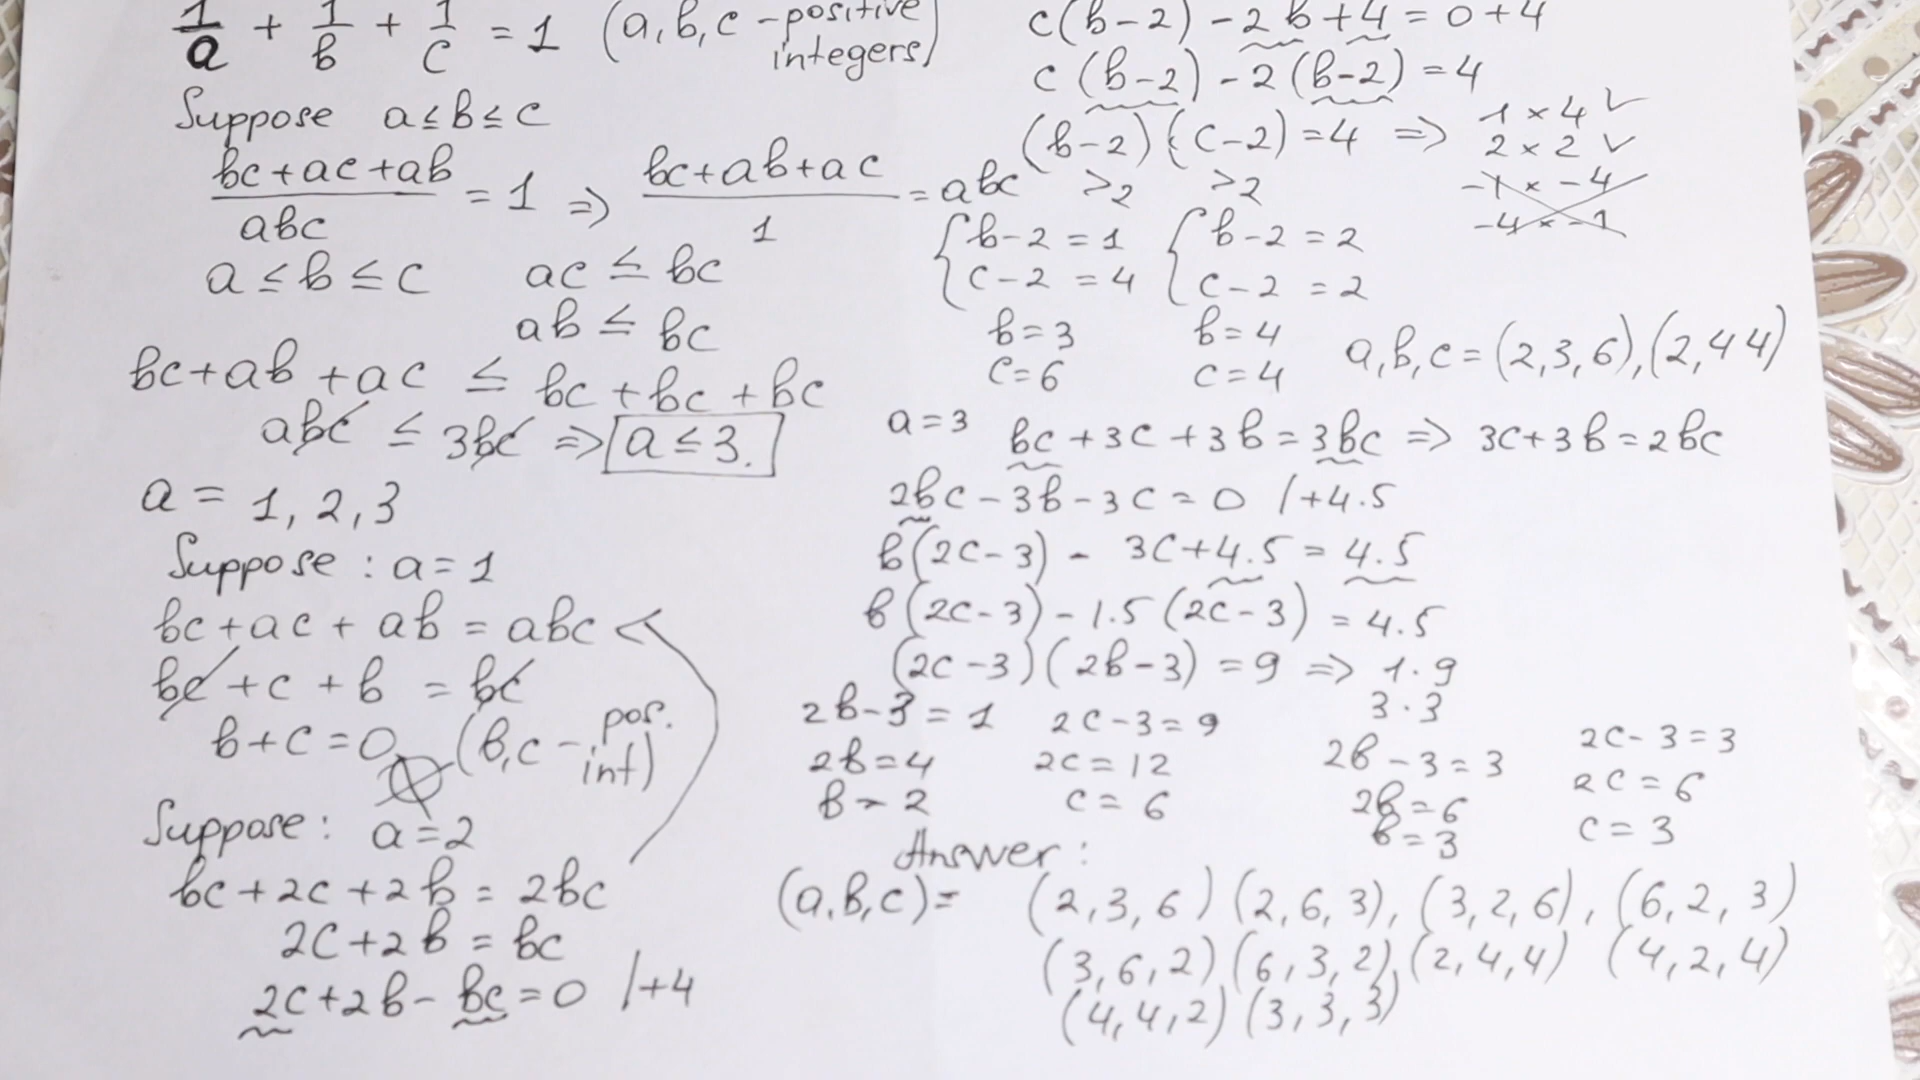 1/a + 1/b + 1/c = 1 (a,b,c - positive integers)
Suppose a ≤ b ≤ c
(bc+ac+ab)/abc = 1 => (bc+ab+ac)/1 = abc
a ≤ b ≤ c ac ≤ bc
ab ≤ bc
bc+ab+ac ≤ bc+bc+bc
abc ≤ 3bc => a ≤ 3.
a = 1, 2, 3
Suppose : a = 1
bc+ac+ab = abc
bc+c+b = bc
b+c = 0 (b,c - pos. int)
Suppose: a = 2
bc+2c+2b = 2bc
2c+2b = bc
2c+2b-bc = 0 /+4
c(b-2)-2b+4 = 0+4
c(b-2)-2(b-2) = 4
(b-2)(c-2) = 4 => 1 × 4 ✓
2 × 2 ✓
>2 >2 -1 × -4
-4 × -1
{b-2 = 1 {b-2 = 2
c-2 = 4 c-2 = 2
b = 3 b = 4
c = 6 c = 4
a,b,c = (2,3,6),(2,4 4)
a = 3 bc+3c+3b = 3bc => 3c+3b = 2bc
2bc-3b-3c = 0 /+4.5
b(2c-3) - 3c+4.5 = 4.5
b(2c-3)-1.5(2c-3) = 4.5
(2c-3)(2b-3) = 9 => 1·9
3·3
2b-3 = 1 2c-3 = 9 2b-3 = 3 2c-3 = 3
2b = 4 2c = 12 2b = 6 2c = 6
b = 2 c = 6 b = 3 c = 3
Answer:
(a,b,c) = (2,3,6) (2,6,3), (3,2,6), (6,2,3)
(3,6,2) (6,3,2), (2,4,4) (4,2,4)
(4,4,2) (3,3,3)